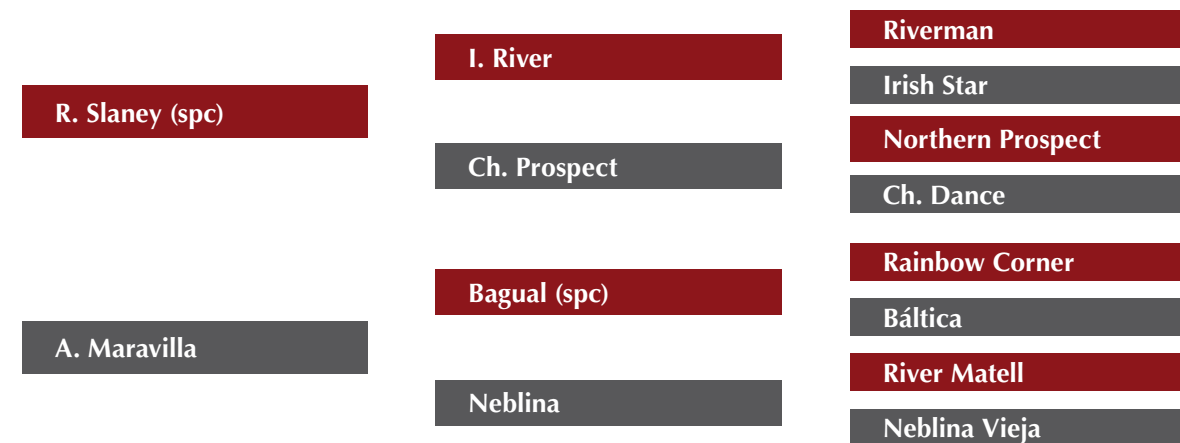 R. Slaney (spc)
A. Maravilla
I. River
Ch. Prospect
Bagual (spc)
Neblina
Riverman
Irish Star
Northern Prospect
Ch. Dance
Rainbow Corner
Báltica
River Matell
Neblina Vieja